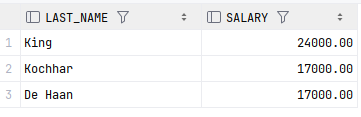 LAST_NAME SALARY
1 King 24000.00
2 Kochhar 17000.00
3 De Haan 17000.00